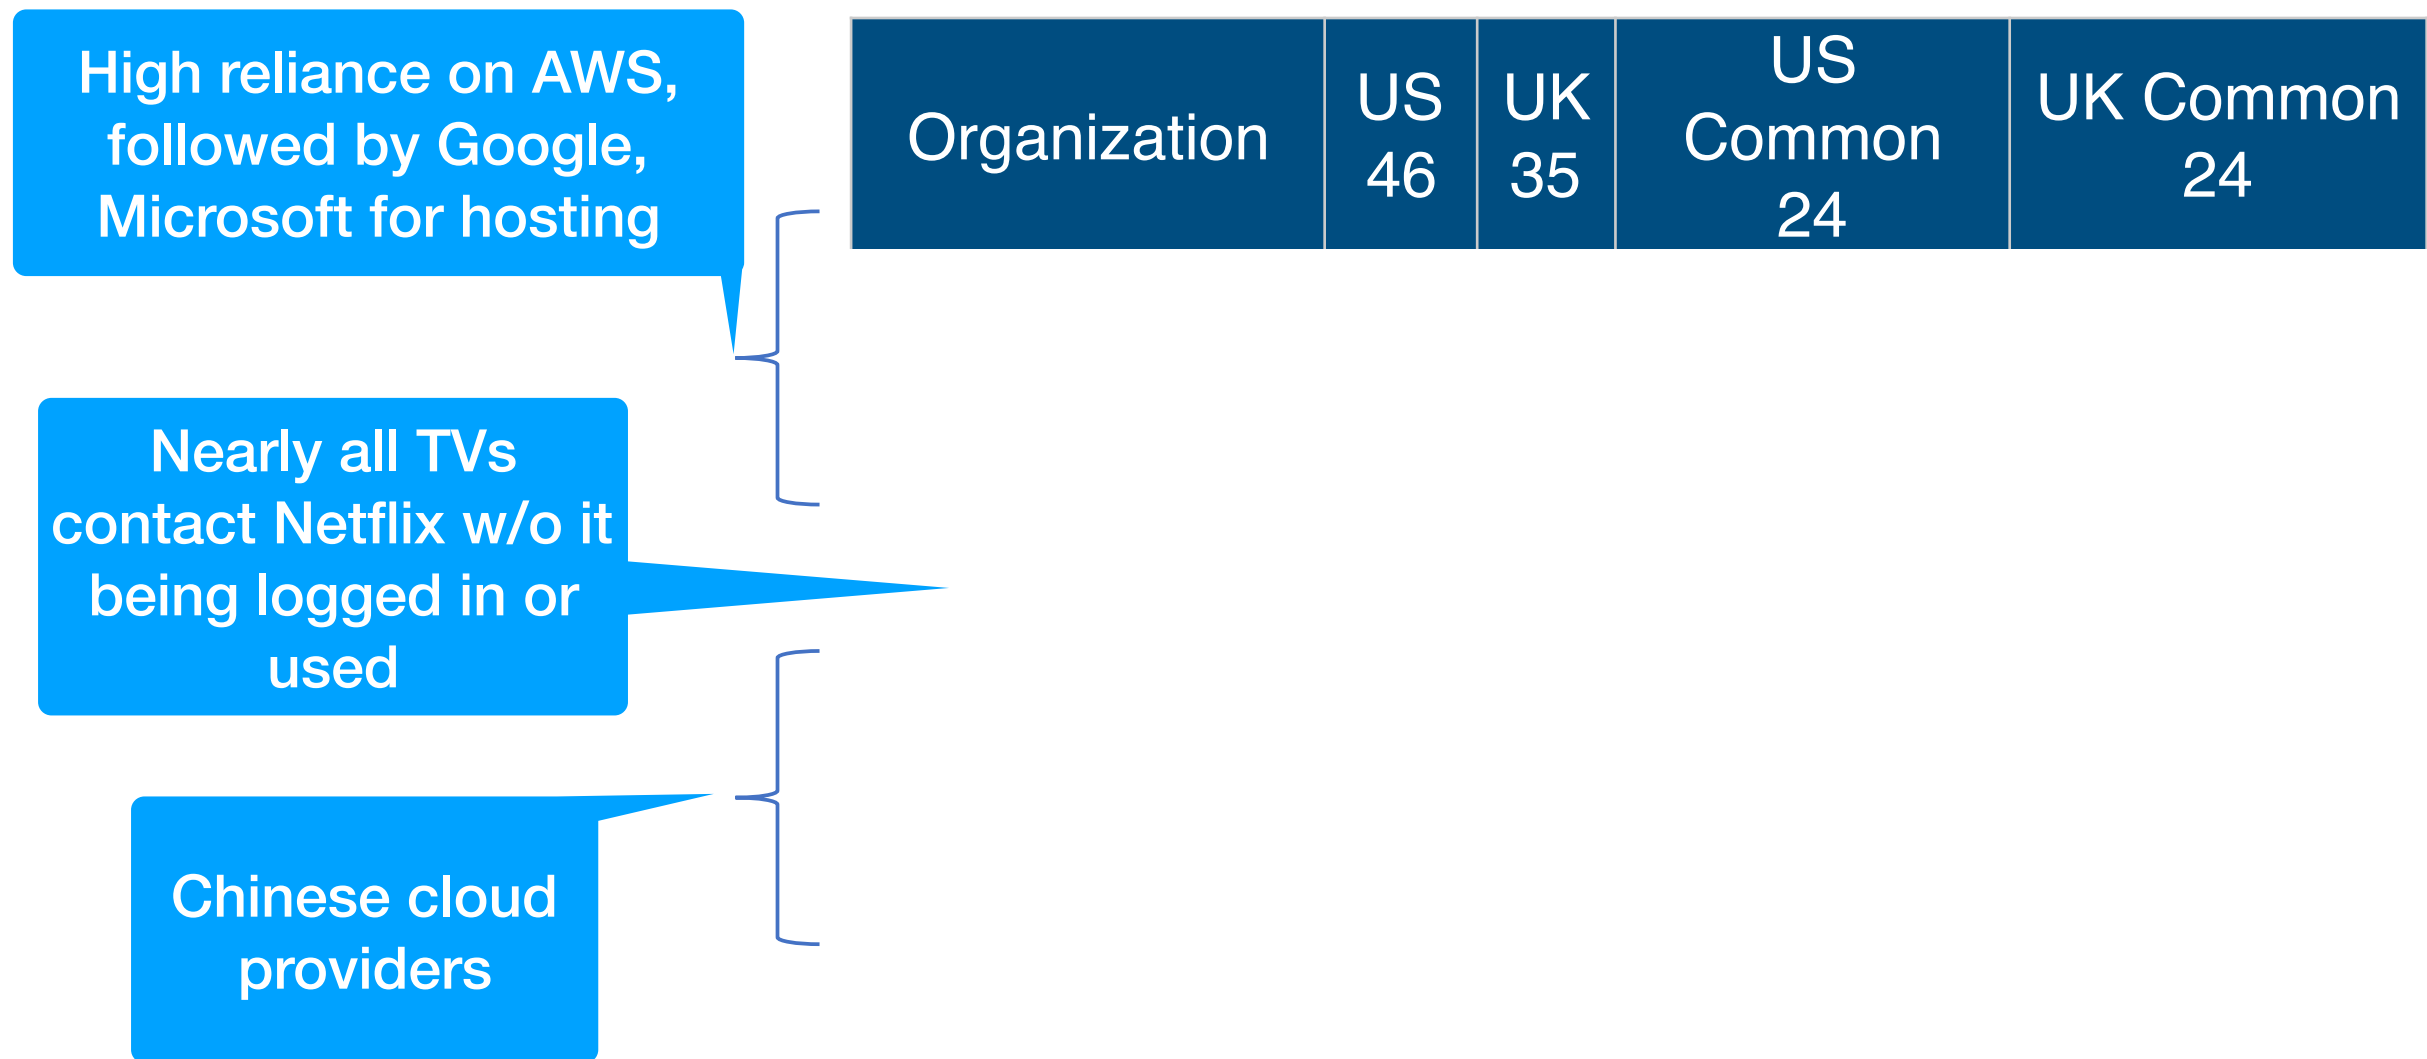 High reliance on AWS,
followed by Google,
Microsoft for hosting
Organization
US
46
UK
35
US
Common
24
UK Common
24
Nearly all TVs
contact Netflix w/o it
being logged in or
used
Chinese cloud
providers